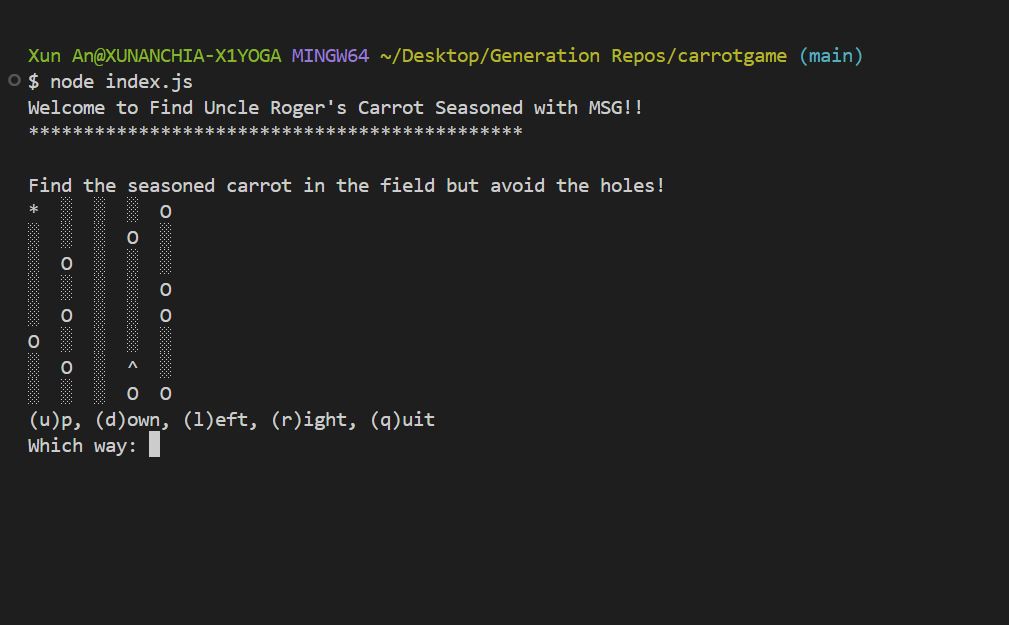 Xun An@XUNANCHIA-X1YOGA MINGW64 ~/Desktop/Generation Repos/carrotgame (main)
$ node index.js
Welcome to Find Uncle Roger's Carrot Seasoned with MSG!!
*********************************************

Find the seasoned carrot in the field but avoid the holes!
*  ░  ░  ░  O
░  ░  ░  O  ░
░  O  ░  ░  ░
░  ░  ░  ░  O
░  O  ░  ░  O
O  ░  ░  ░  ░
░  O  ░  ^  ░
░  ░  ░  O  O
(u)p, (d)own, (l)eft, (r)ight, (q)uit
Which way: